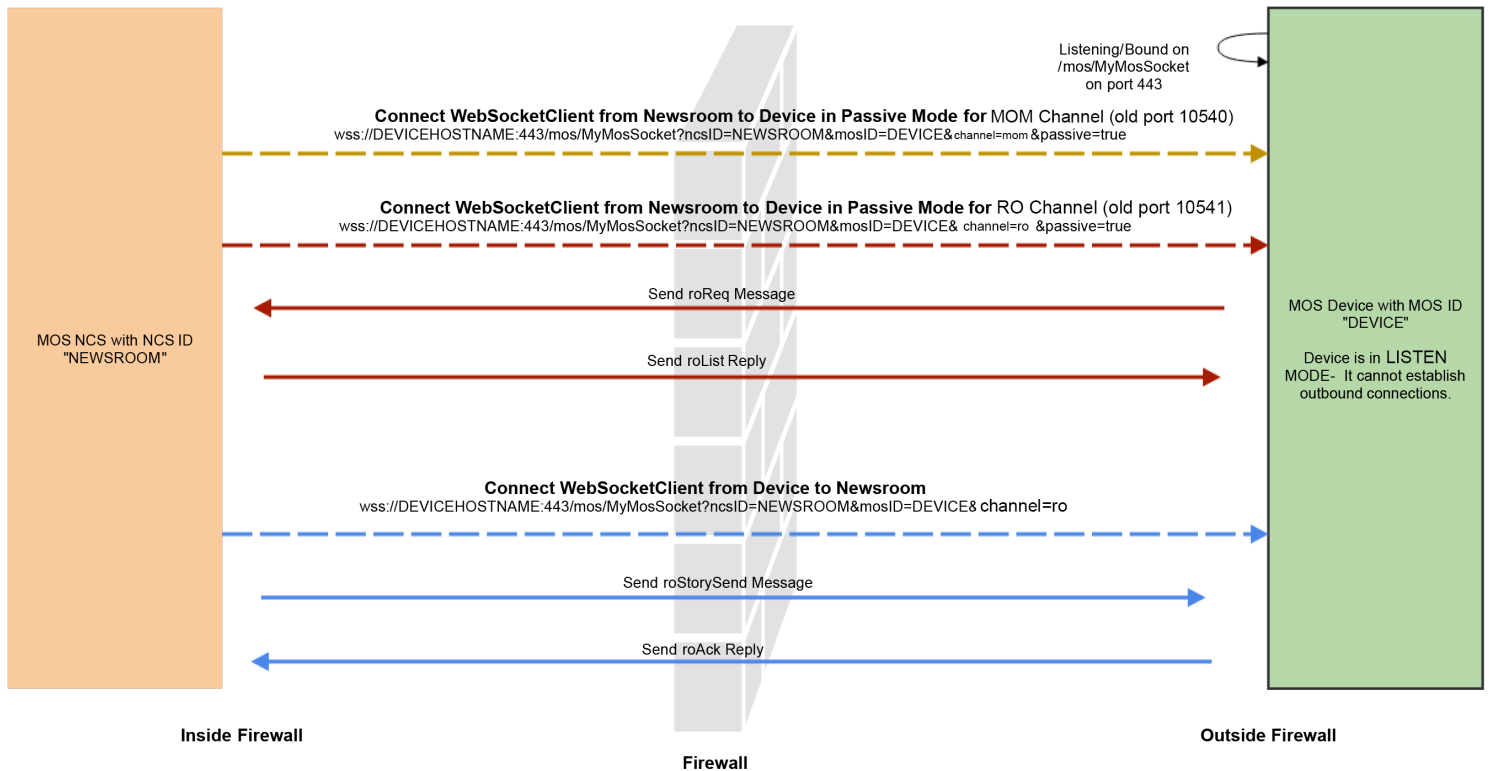 Listening/Bound on
/mos/MyMosSocket
on port 443
Connect WebSocketClient from Newsroom to Device in Passive Mode for MOM Channel (old port 10540)
wss://DEVICEHOSTNAME:443/mos/MyMosSocket?ncsID=NEWSROOM&mosID=DEVICE&channel=mom &passive=true
Connect WebSocketClient from Newsroom to Device in Passive Mode for RO Channel (old port 10541)
wss://DEVICEHOSTNAME:443/mos/MyMosSocket?ncsID=NEWSROOM&mosID=DEVICE& channel=ro &passive=true
Send roReq Message
MOS NCS with NCS ID
"NEWSROOM"
MOS Device with MOS ID
"DEVICE"
Device is in LISTEN
MODE- It cannot establish
outbound connections.
Send roList Reply
Connect WebSocketClient from Device to Newsroom
wss://DEVICEHOSTNAME:443/mos/MyMosSocket?ncsID=NEWSROOM&mosID=DEVICE& channel=ro
Send roStorySend Message
Send roAck Reply
Inside Firewall
Firewall
Outside Firewall